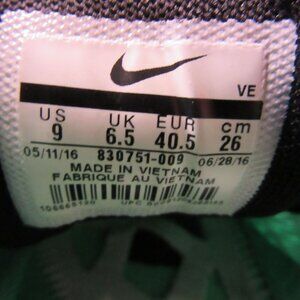 VE
US UK EUR cm
9 6.5 40.5 26
05/11/16 830751-009 06/28/16
MADE IN VIETNAM
FABRIQUE AU VIETNAM
UPC